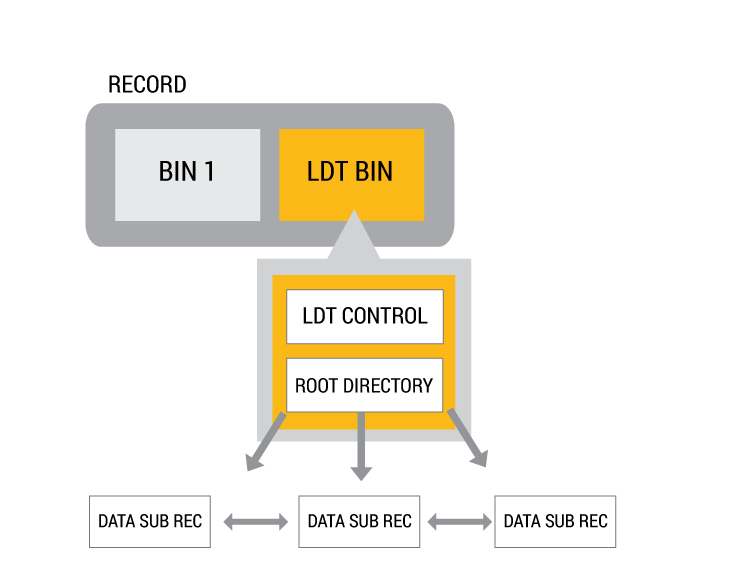 RECORD
BIN 1
LDT BIN
LDT CONTROL
ROOT DIRECTORY
DATA SUB REC
DATA SUB REC
DATA SUB REC